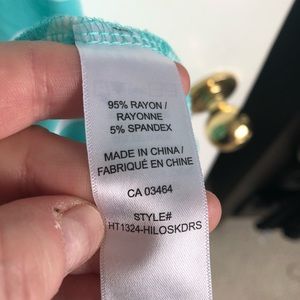 95% RAYON /
RAYONNE
5% SPANDEX
MADE IN CHINA /
FABRIQUÉ EN CHINE
CA 03464
STYLE#
HT1324-HILOSKDRS